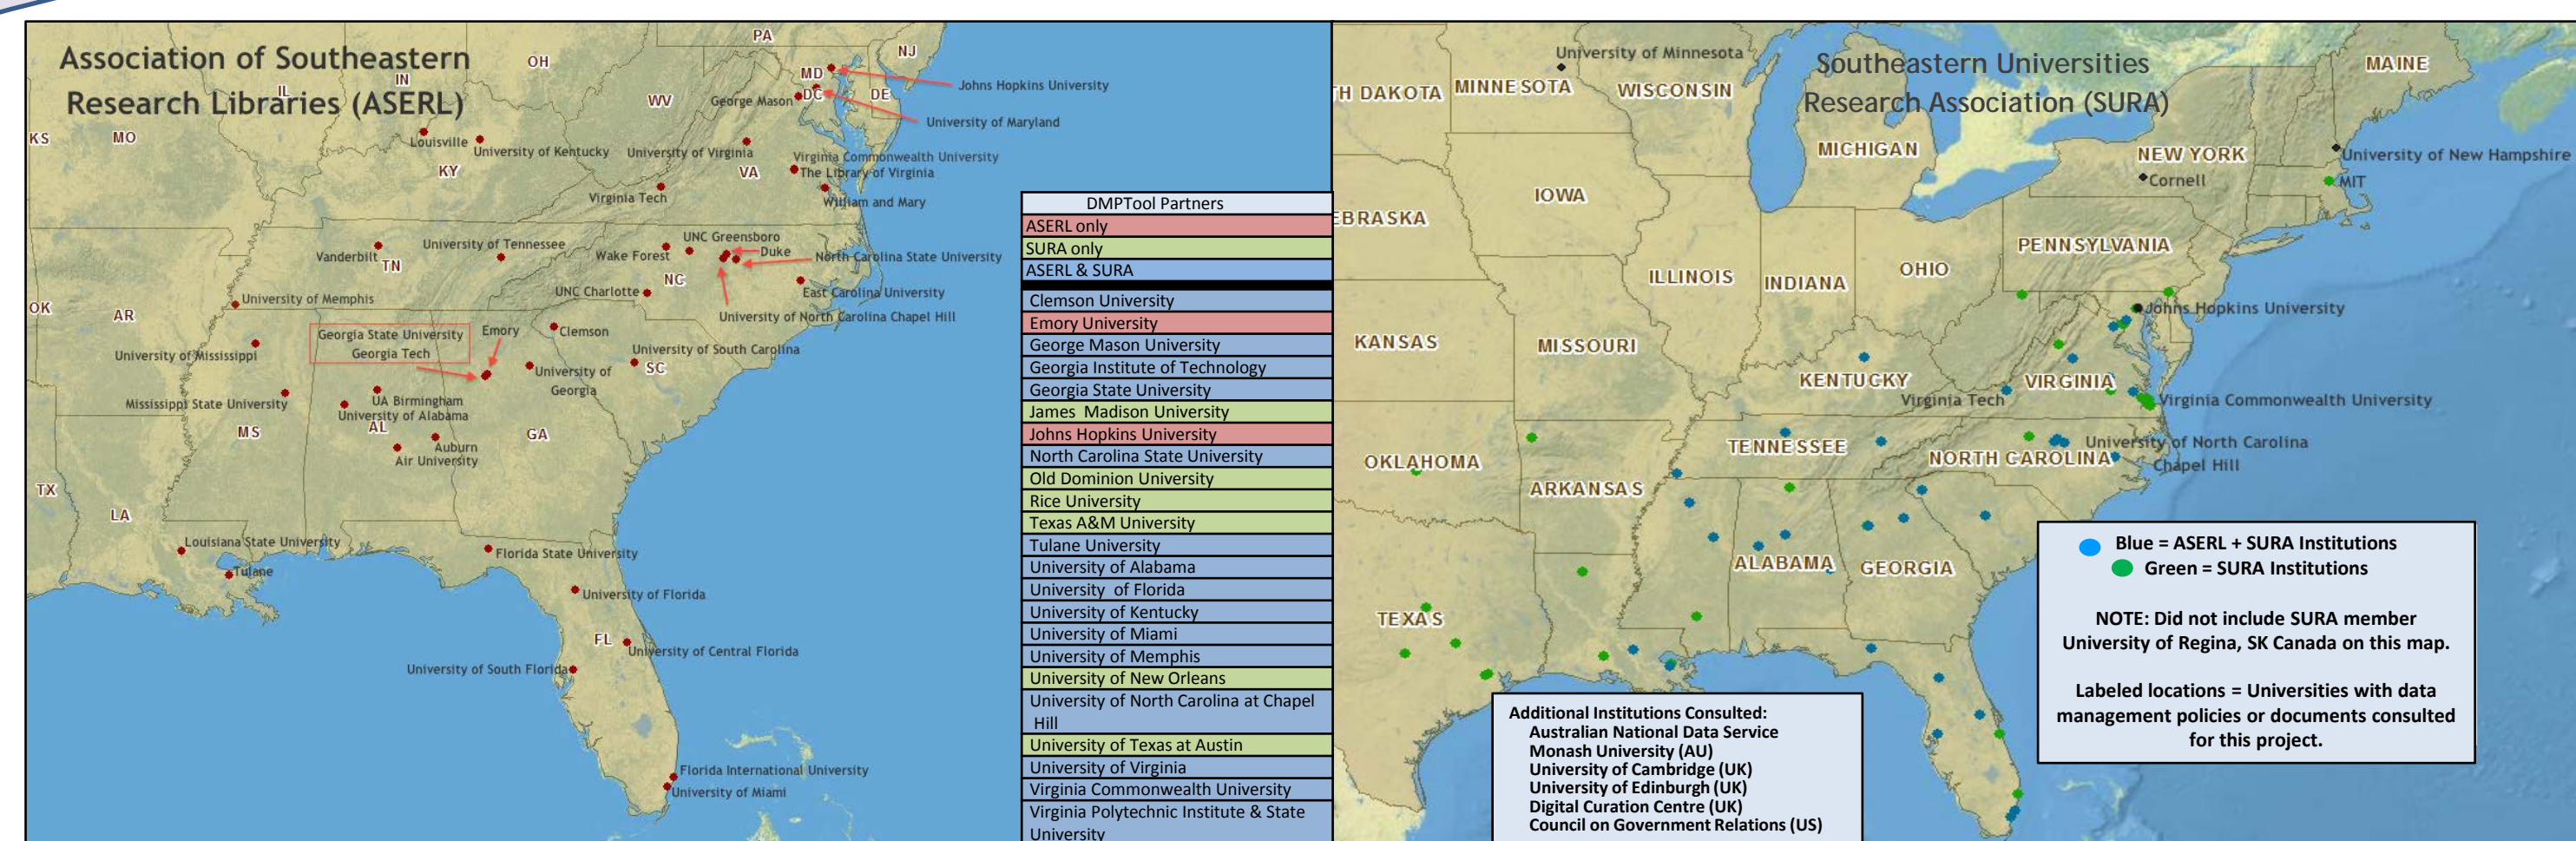 Association of Southeastern
Research Libraries (ASERL)
PA
NJ
OH
IN
IL
MD
DC
DE
WV
KS
MO
KY
VA
TN
NC
OK
AR
SC
MS
AL
GA
TX
LA
FL
Johns Hopkins University
George Mason
University of Maryland
Louisville
University of Kentucky
University of Virginia
Virginia Commonwealth University
The Library of Virginia
Virginia Tech
William and Mary
Vanderbilt
University of Tennessee
UNC Greensboro
Wake Forest
Duke
North Carolina State University
UNC Charlotte
East Carolina University
University of North Carolina Chapel Hill
University of Memphis
Georgia State University
Georgia Tech
Emory
Clemson
University of Mississippi
University of South Carolina
University of
Georgia
Mississippi State University
UA Birmingham
University of Alabama
Auburn
Air University
Louisiana State University
Tulane
Florida State University
University of Florida
University of Central Florida
University of South Florida
Florida International University
University of Miami
DMPTool Partners
ASERL only
SURA only
ASERL & SURA
Clemson University
Emory University
George Mason University
Georgia Institute of Technology
Georgia State University
James Madison University
Johns Hopkins University
North Carolina State University
Old Dominion University
Rice University
Texas A&M University
Tulane University
University of Alabama
University of Florida
University of Kentucky
University of Miami
University of Memphis
University of New Orleans
University of North Carolina at Chapel
Hill
University of Texas at Austin
University of Virginia
Virginia Commonwealth University
Virginia Polytechnic Institute & State
University
Southeastern Universities
Research Association (SURA)
University of Minnesota
TH DAKOTA
MINNESOTA
WISCONSIN
MAINE
MICHIGAN
NEW YORK
University of New Hampshire
Cornell
MIT
IOWA
EBRASKA
PENNSYLVANIA
ILLINOIS
INDIANA
OHIO
Johns Hopkins University
KANSAS
MISSOURI
KENTUCKY
VIRGINIA
Virginia Tech
Virginia Commonwealth University
TENNESSEE
University of North Carolina
Chapel Hill
OKLAHOMA
NORTH CAROLINA
ARKANSAS
ALABAMA
GEORGIA
TEXAS
Blue = ASERL + SURA Institutions
Green = SURA Institutions
NOTE: Did not include SURA member
University of Regina, SK Canada on this map.
Labeled locations = Universities with data
management policies or documents consulted
for this project.
Additional Institutions Consulted:
Australian National Data Service
Monash University (AU)
University of Cambridge (UK)
University of Edinburgh (UK)
Digital Curation Centre (UK)
Council on Government Relations (US)